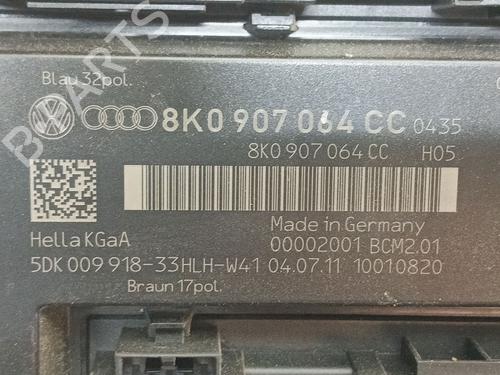 Blau 32pol.
8K0 907 064 CC 0435
8K0 907 064 CC H05
Made in Germany
Hella KGaA 00002001 BCM2.01
5DK 009 918-33HLH-W41 04.07.11 10010820
Braun 17pol.